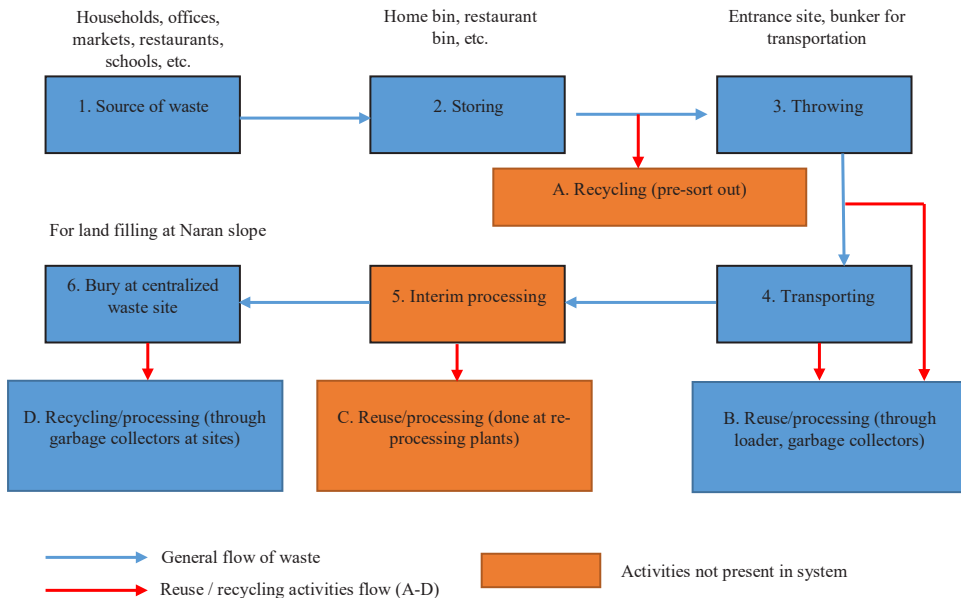 Households, offices,
markets, restaurants,
schools, etc.
Home bin, restaurant
bin, etc.
Entrance site, bunker for
transportation
1. Source of waste
2. Storing
3. Throwing
A. Recycling (pre-sort out)
For land filling at Naran slope
6. Bury at centralized
waste site
5. Interim processing
4. Transporting
D. Recycling/processing (through
garbage collectors at sites)
C. Reuse/processing (done at re-
processing plants)
B. Reuse/processing (through
loader, garbage collectors)
General flow of waste
Reuse / recycling activities flow (A-D)
Activities not present in system